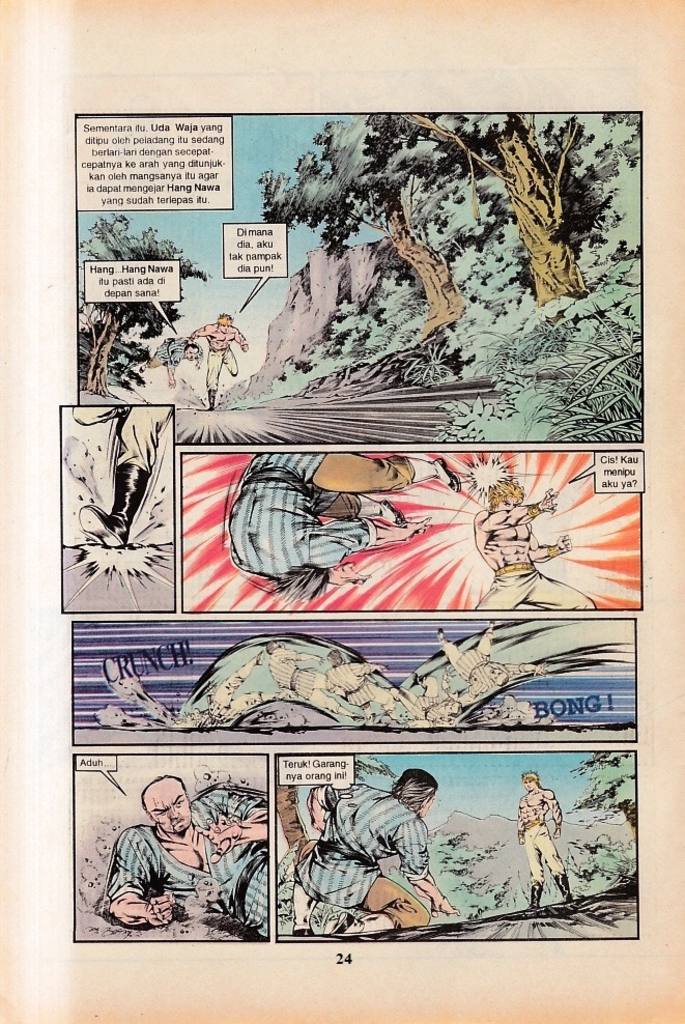 Sementara itu. Uda Waja yang
ditipu oleh peladang itu sedang
berlari-lari dengan secepat-
cepatnya ke arah yang ditunjuk-
kan oleh mangsanya itu agar
ia dapat mengejar Hang Nawa
yang sudah terlepas itu.
Di mana
dia, aku
tak nampak
dia pun!
Hang...Hang Nawa
itu pasti ada di
depan sana!
Cis! Kau
menipu
aku ya?
CRUNCH!
BONG!
Aduh....
Teruk! Garang-
nya orang ini!
24